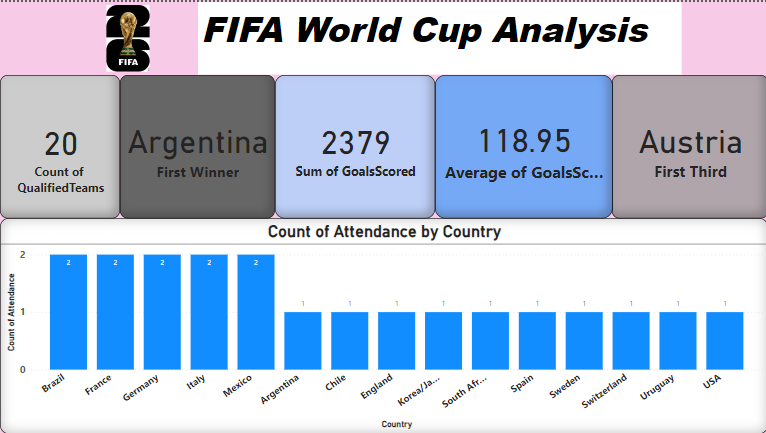 FIFA
FIFA World Cup Analysis
20
Count of
QualifiedTeams
Argentina
First Winner
2379
Sum of GoalsScored
118.95
Average of GoalsSc...
Austria
First Third
Count of Attendance by Country
Count of Attendance
2
1
0
2 2 2 2 2 1 1 1 1 1 1 1 1 1 1
Brazil France Germany Italy Mexico Argentina Chile England Korea/Ja... South Afr... Spain Sweden Switzerland Uruguay USA
Country